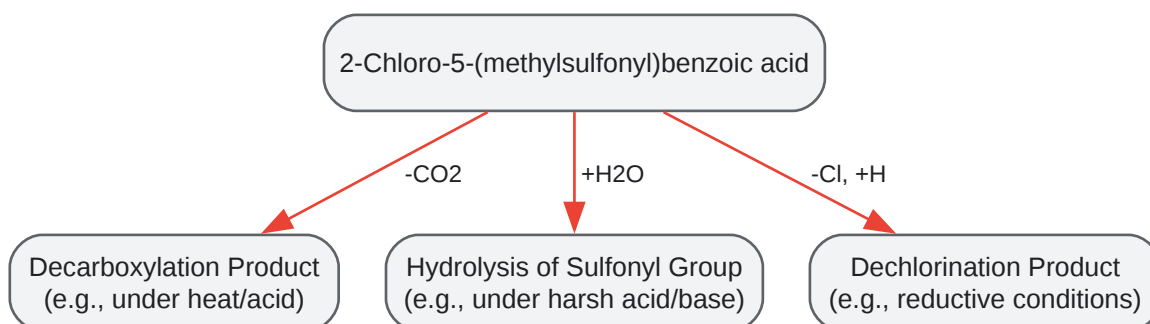 2-Chloro-5-(methylsulfonyl)benzoic acid
-CO2
+H2O
-Cl, +H
Decarboxylation Product
(e.g., under heat/acid)
Hydrolysis of Sulfonyl Group
(e.g., under harsh acid/base)
Dechlorination Product
(e.g., reductive conditions)